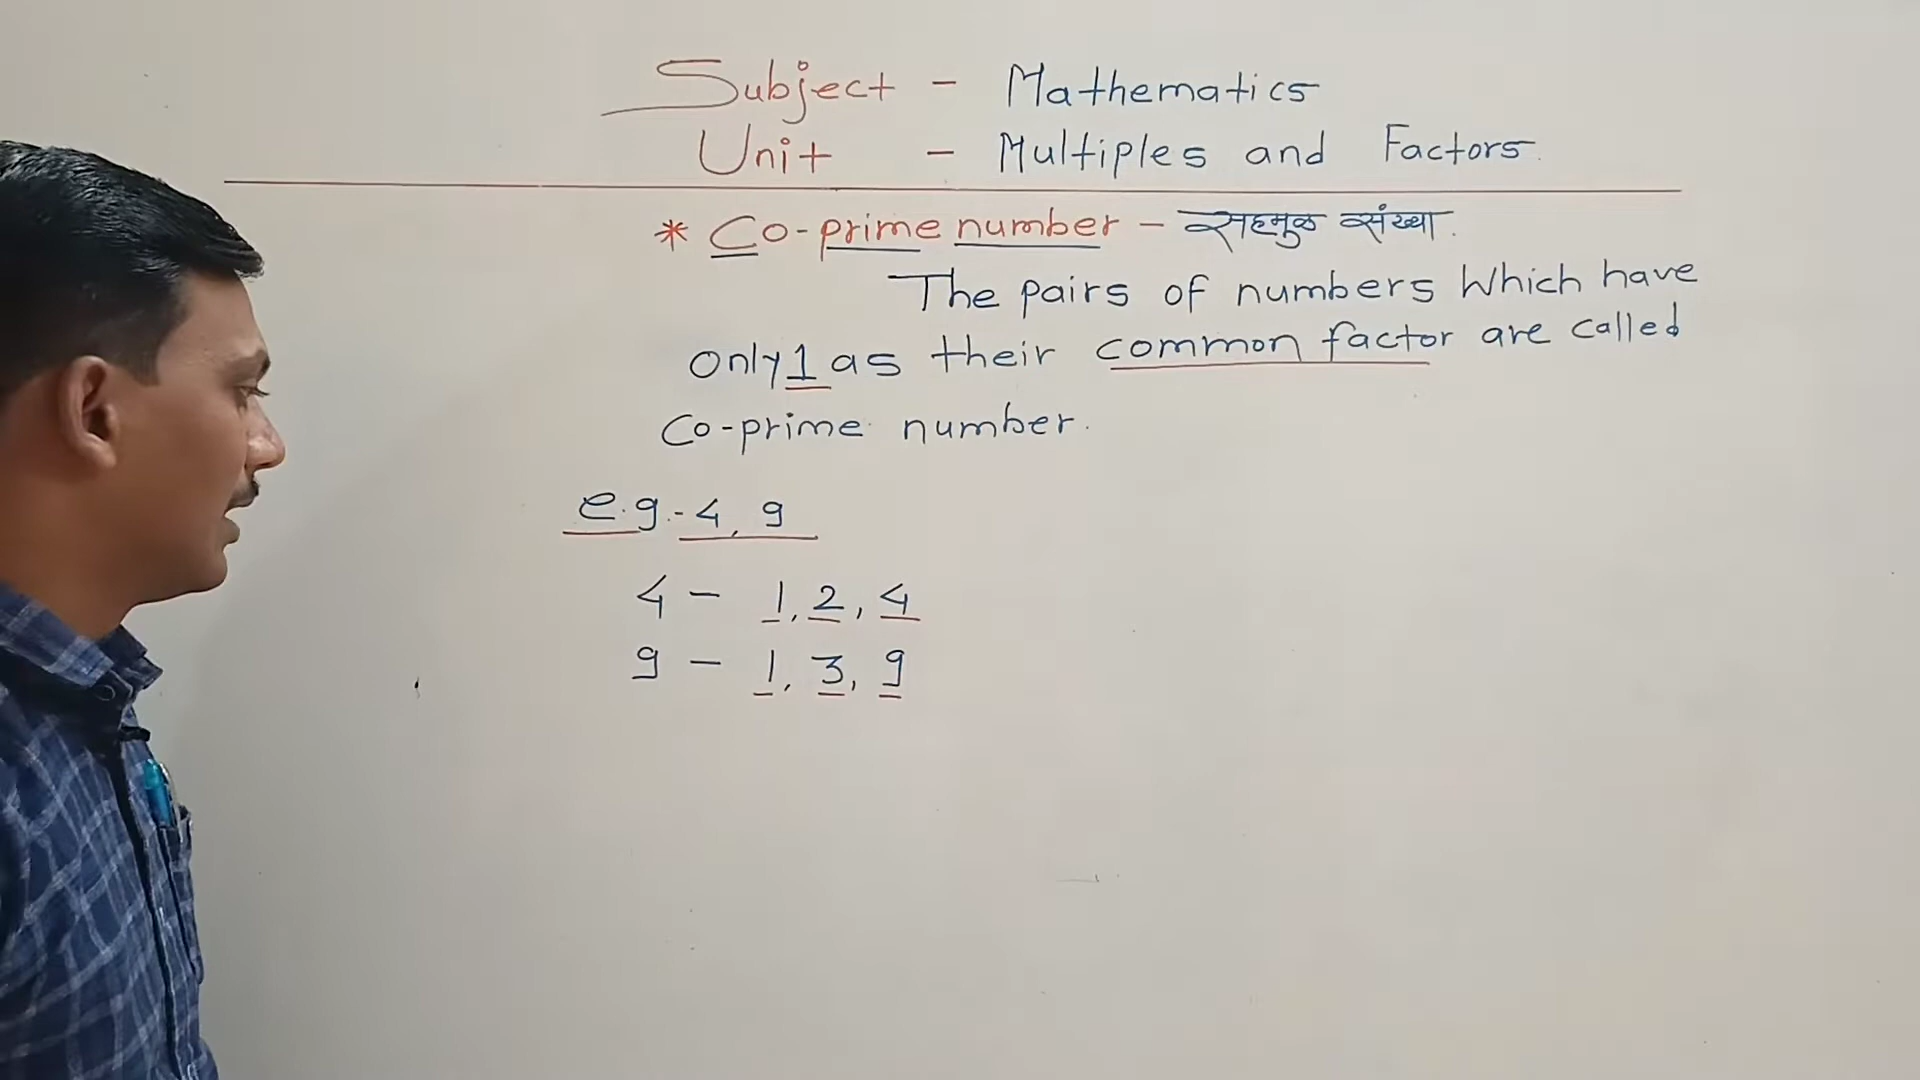 Subject - Mathematics
Unit - Multiples and Factors.
* Co-prime number - सहमुळ संख्या.
The pairs of numbers Which have
only 1 as their common factor are called
Co-prime number.
e.g.- 4, 9
4 - 1, 2, 4
9 - 1, 3, 9